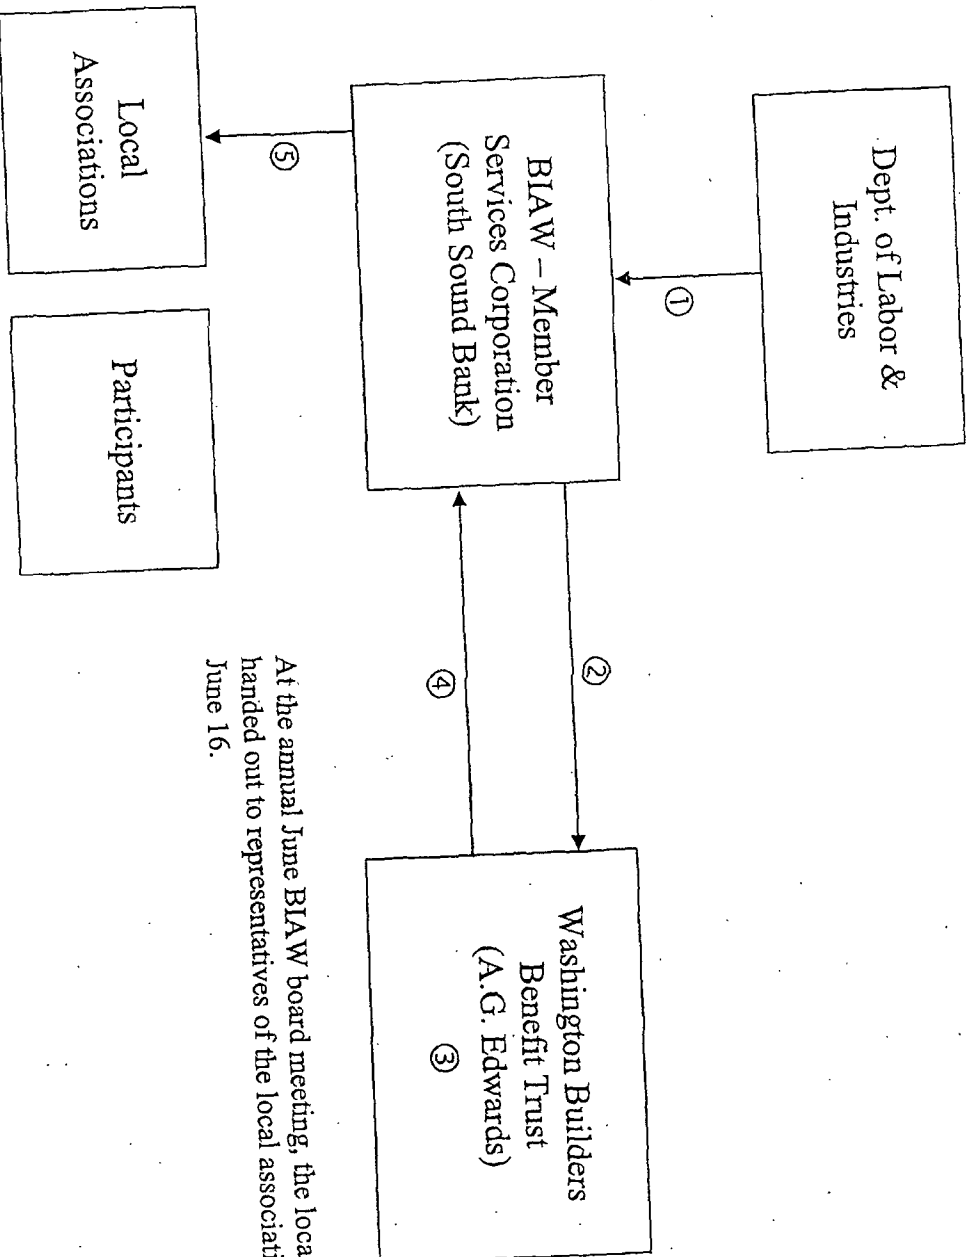 Dept. of Labor &
Industries
①
BIAW – Member
Services Corporation
(South Sound Bank)
②
④
Washington Builders
Benefit Trust
(A.G. Edwards)
③
⑤
Local
Associations
Participants
At the annual June BIAW board meeting, the
handed out to representatives of the local
June 16.